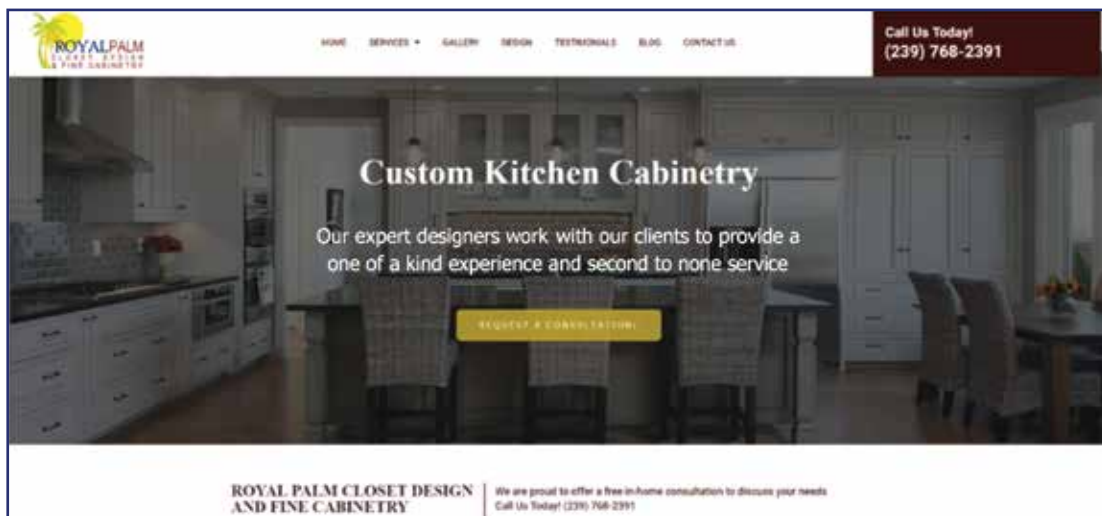 ROYALPALM
CLOSET DESIGN
& FINE CABINETRY
HOME SERVICES GALLERY DESIGN TESTIMONIALS BLOG CONTACT US
Call Us Today!
(239) 768-2391
Custom Kitchen Cabinetry
Our expert designers work with our clients to provide a
one of a kind experience and second to none service
REQUEST A CONSULTATION!
ROYAL PALM CLOSET DESIGN
AND FINE CABINETRY
We are proud to offer a free in-home consultation to discuss your needs
Call Us Today! (239) 768-2391